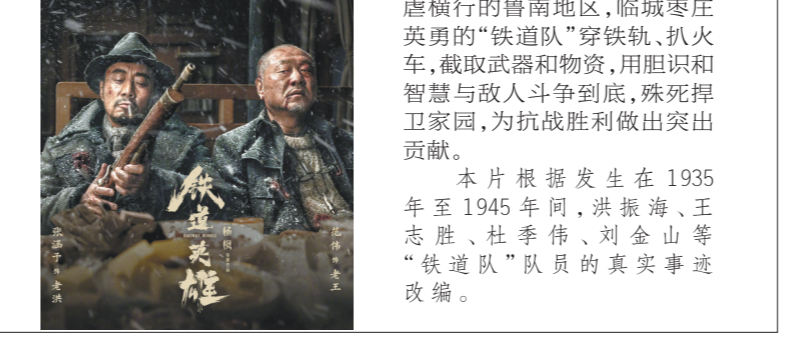 铁道英雄
杨枫
张涵子 饰 老洪
范伟 饰 老王
虐横行的鲁南地区,临城枣庄
英勇的“铁道队”穿铁轨、扒火
车,截取武器和物资,用胆识和
智慧与敌人斗争到底,殊死捍
卫家园,为抗战胜利做出突出
贡献。
本片根据发生在1935
年至1945年间,洪振海、王
志胜、杜季伟、刘金山等
“铁道队”队员的真实事迹
改编。